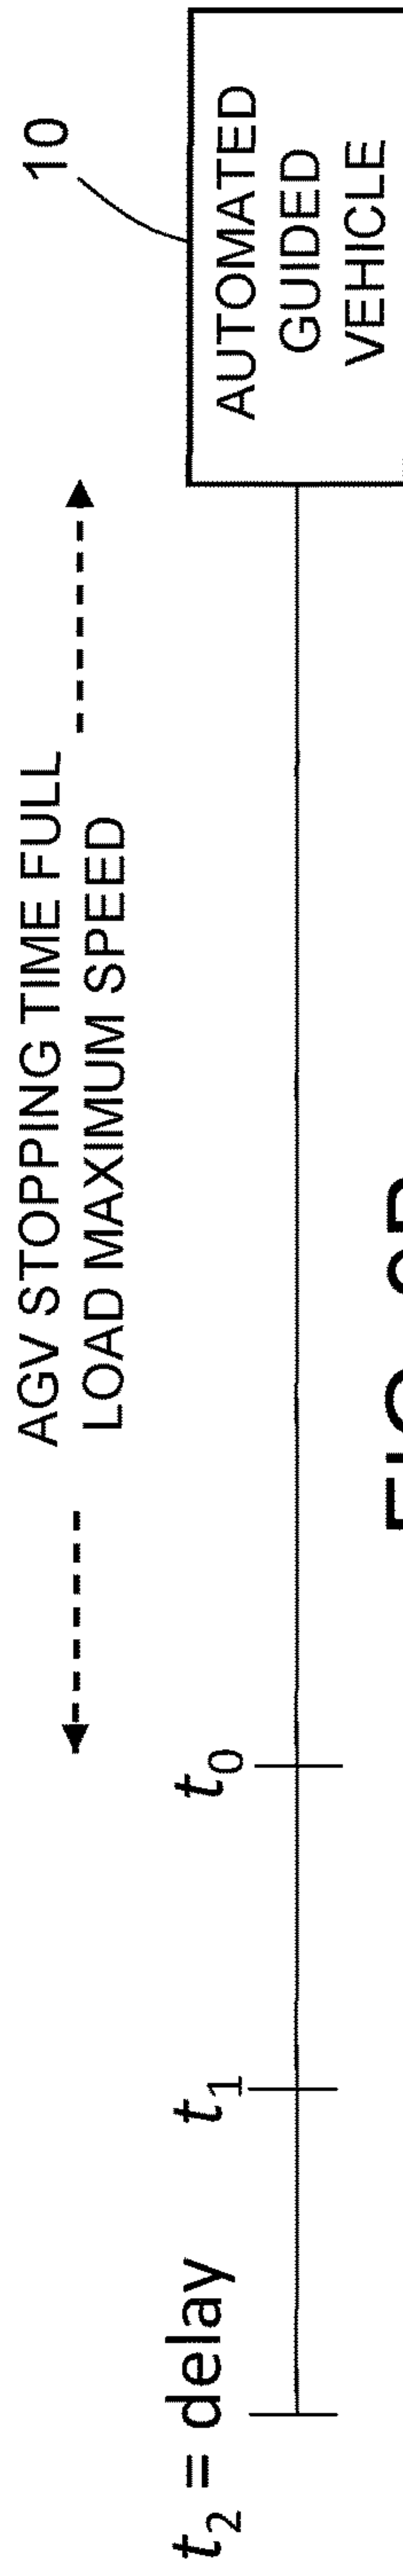 10
AGV STOPPING TIME FULL
LOAD MAXIMUM SPEED
t₂ = delay
t₁
t₀
AUTOMATED
GUIDED
VEHICLE